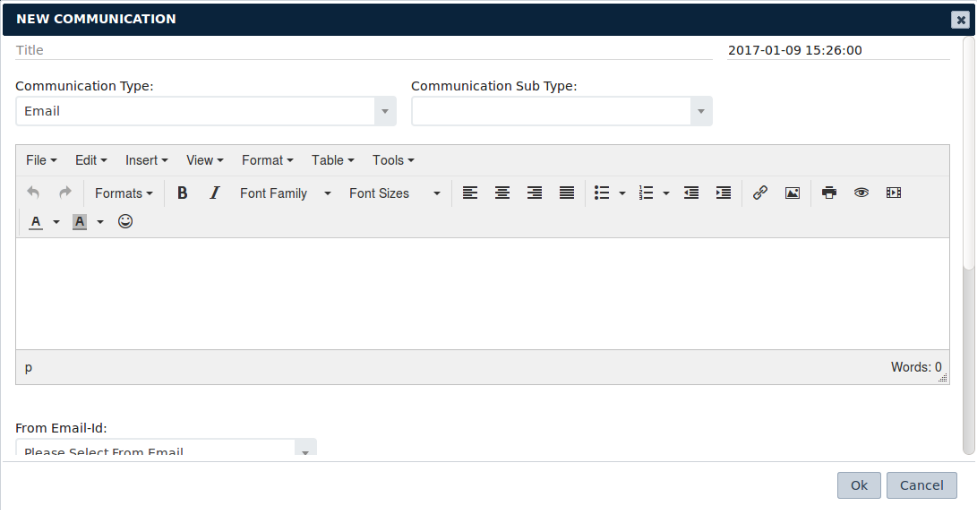 NEW COMMUNICATION
Title 2017-01-09 15:26:00
Communication Type: Communication Sub Type:
Email
File Edit Insert View Format Table Tools
Formats B I Font Family Font Sizes
A A
p Words: 0
From Email-Id:
Please Select From Email
Ok Cancel